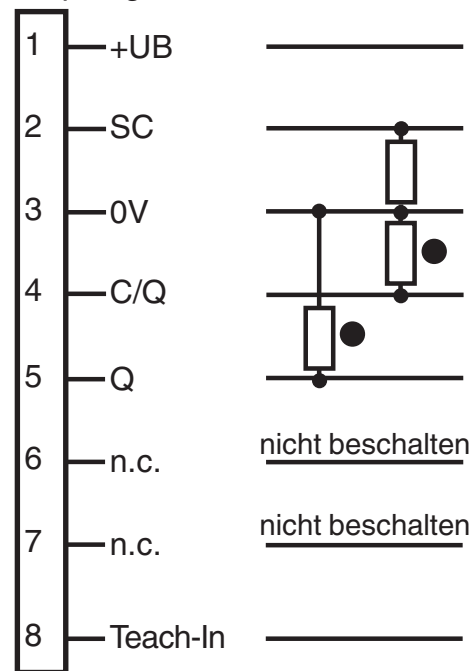 1 +UB
2 SC
3 0V
4 C/Q
5 Q
6 n.c. nicht beschalten
7 n.c. nicht beschalten
8 Teach-In